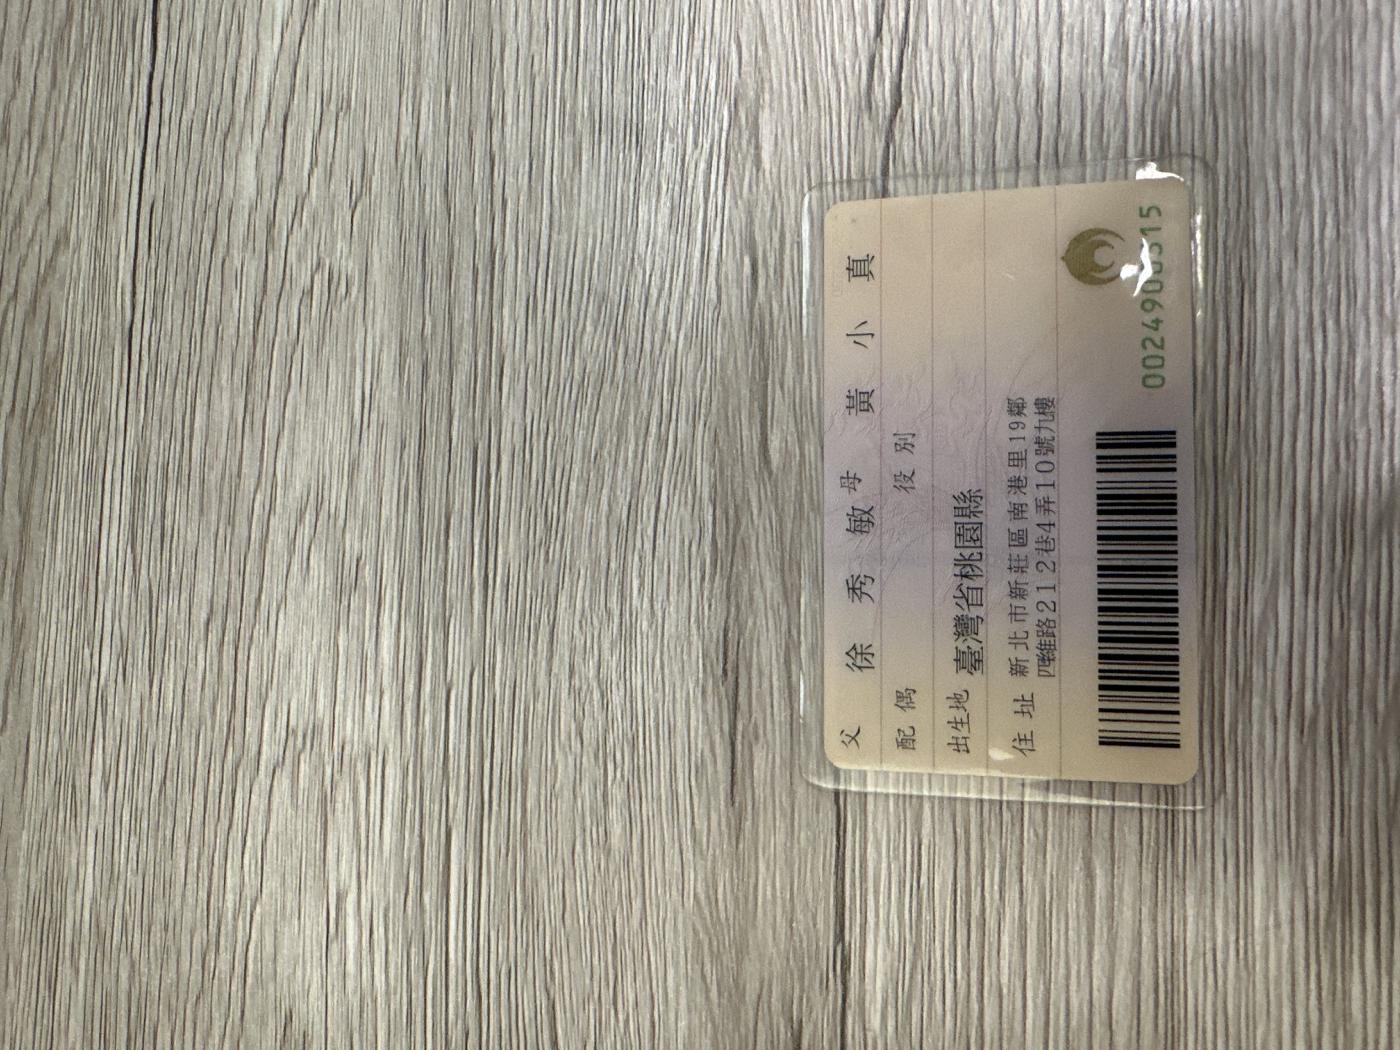 父 徐秀敏 母 黃小真
配偶 役別
出生地 臺灣省桃園縣
住址 新北市新莊區南港里19鄰
四維路212巷4弄10號九樓